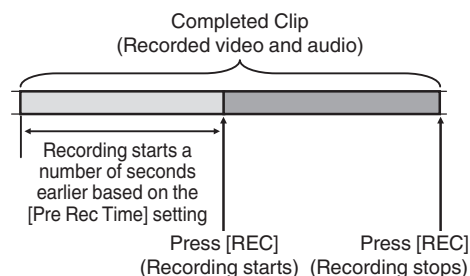 Completed Clip
(Recorded video and audio)
Recording starts a
number of seconds
earlier based on the
[Pre Rec Time] setting
Press [REC]
(Recording starts)
Press [REC]
(Recording stops)